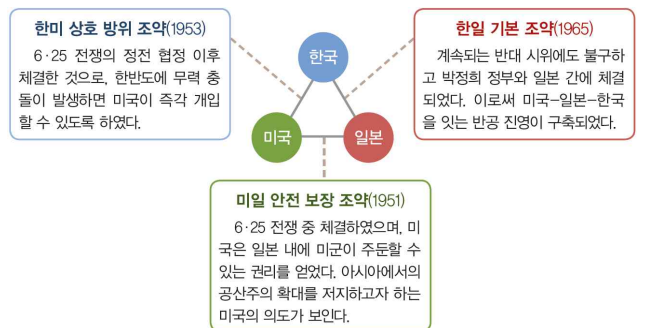 한미 상호 방위 조약(1953)
6·25 전쟁의 정전 협정 이후
체결한 것으로, 한반도에 무력 충
돌이 발생하면 미국이 즉각 개입
할 수 있도록 하였다.
한국
미국
일본
한일 기본 조약(1965)
계속되는 반대 시위에도 불구하
고 박정희 정부와 일본 간에 체결
되었다. 이로써 미국-일본-한국
을 잇는 반공 진영이 구축되었다.
미일 안전 보장 조약(1951)
6·25 전쟁 중 체결하였으며, 미
국은 일본 내에 미군이 주둔할 수
있는 권리를 얻었다. 아시아에서의
공산주의 확대를 저지하고자 하는
미국의 의도가 보인다.